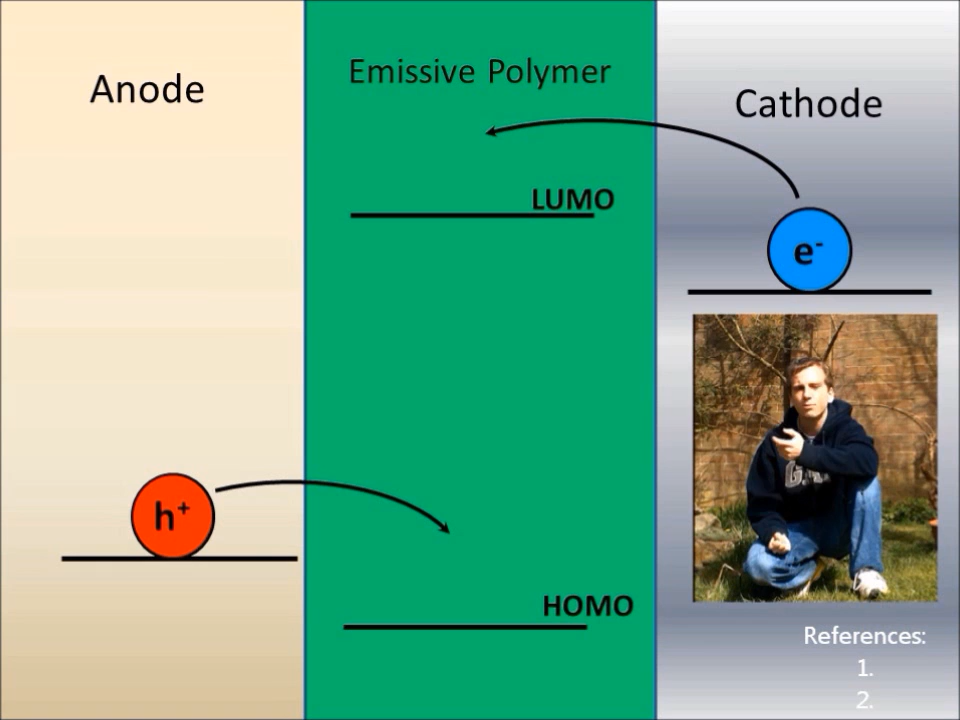 Anode
Emissive Polymer
Cathode
LUMO
e-
h+
HOMO
References:
1.
2.